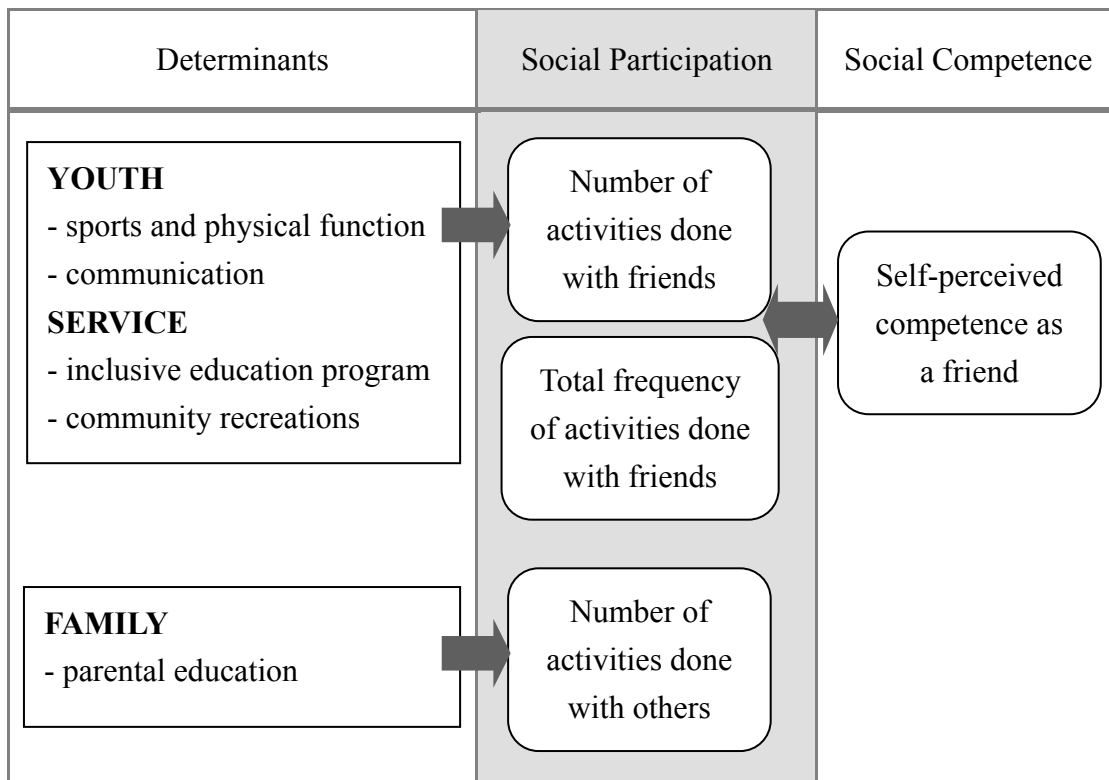 Determinants
Social Participation
Social Competence
YOUTH
- sports and physical function
- communication
SERVICE
- inclusive education program
- community recreations
Number of
activities done
with friends
Total frequency
of activities done
with friends
Self-perceived
competence as
a friend
FAMILY
- parental education
Number of
activities done
with others